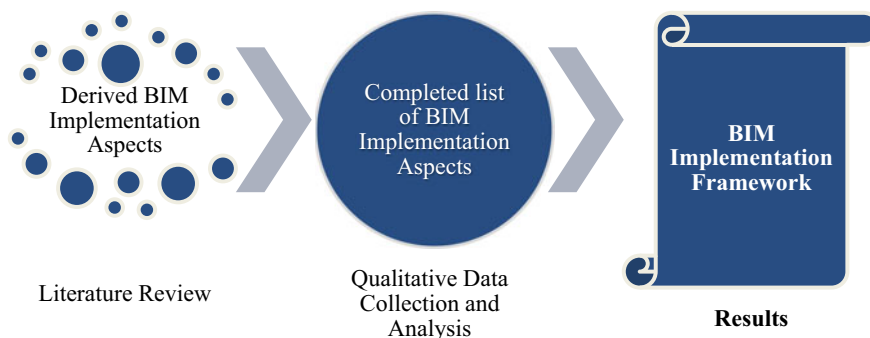 Derived BIM
Implementation
Aspects
Literature Review
Completed list
of BIM
Implementation
Aspects
Qualitative Data
Collection and
Analysis
BIM
Implementation
Framework
Results